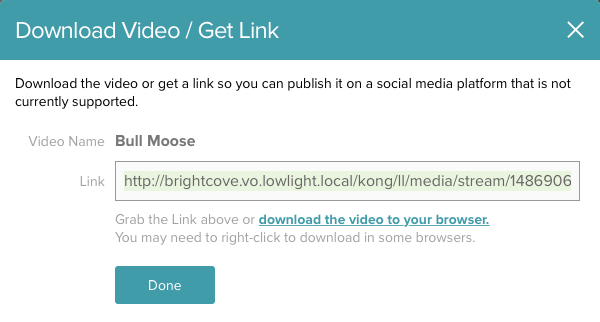 Download Video / Get Link
Download the video or get a link so you can publish it on a social media platform that is not
currently supported.
Video Name Bull Moose
Link http://brightcove.vo.lowlight.local/kong/ll/media/stream/1486906
Grab the Link above or download the video to your browser.
You may need to right-click to download in some browsers.
Done